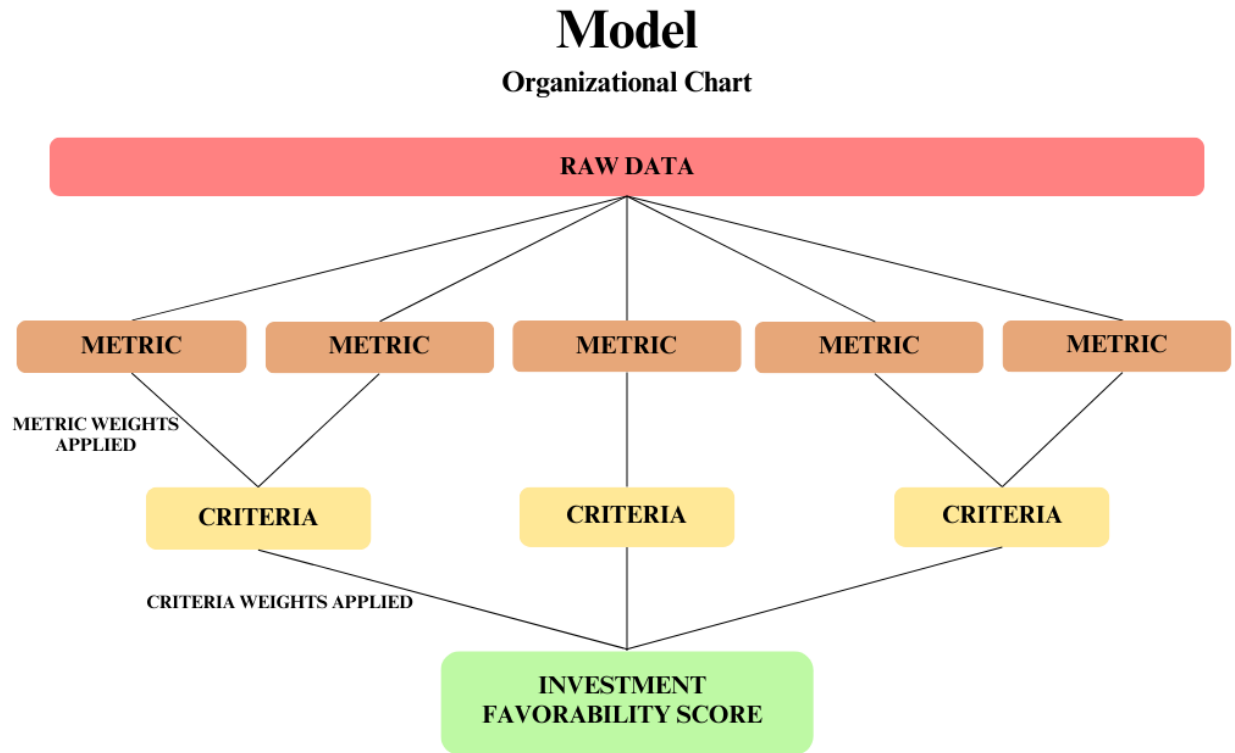 Model
Organizational Chart
RAW DATA
METRIC
METRIC
METRIC
METRIC
METRIC
METRIC WEIGHTS
APPLIED
CRITERIA
CRITERIA
CRITERIA
CRITERIA WEIGHTS APPLIED
INVESTMENT
FAVORABILITY SCORE